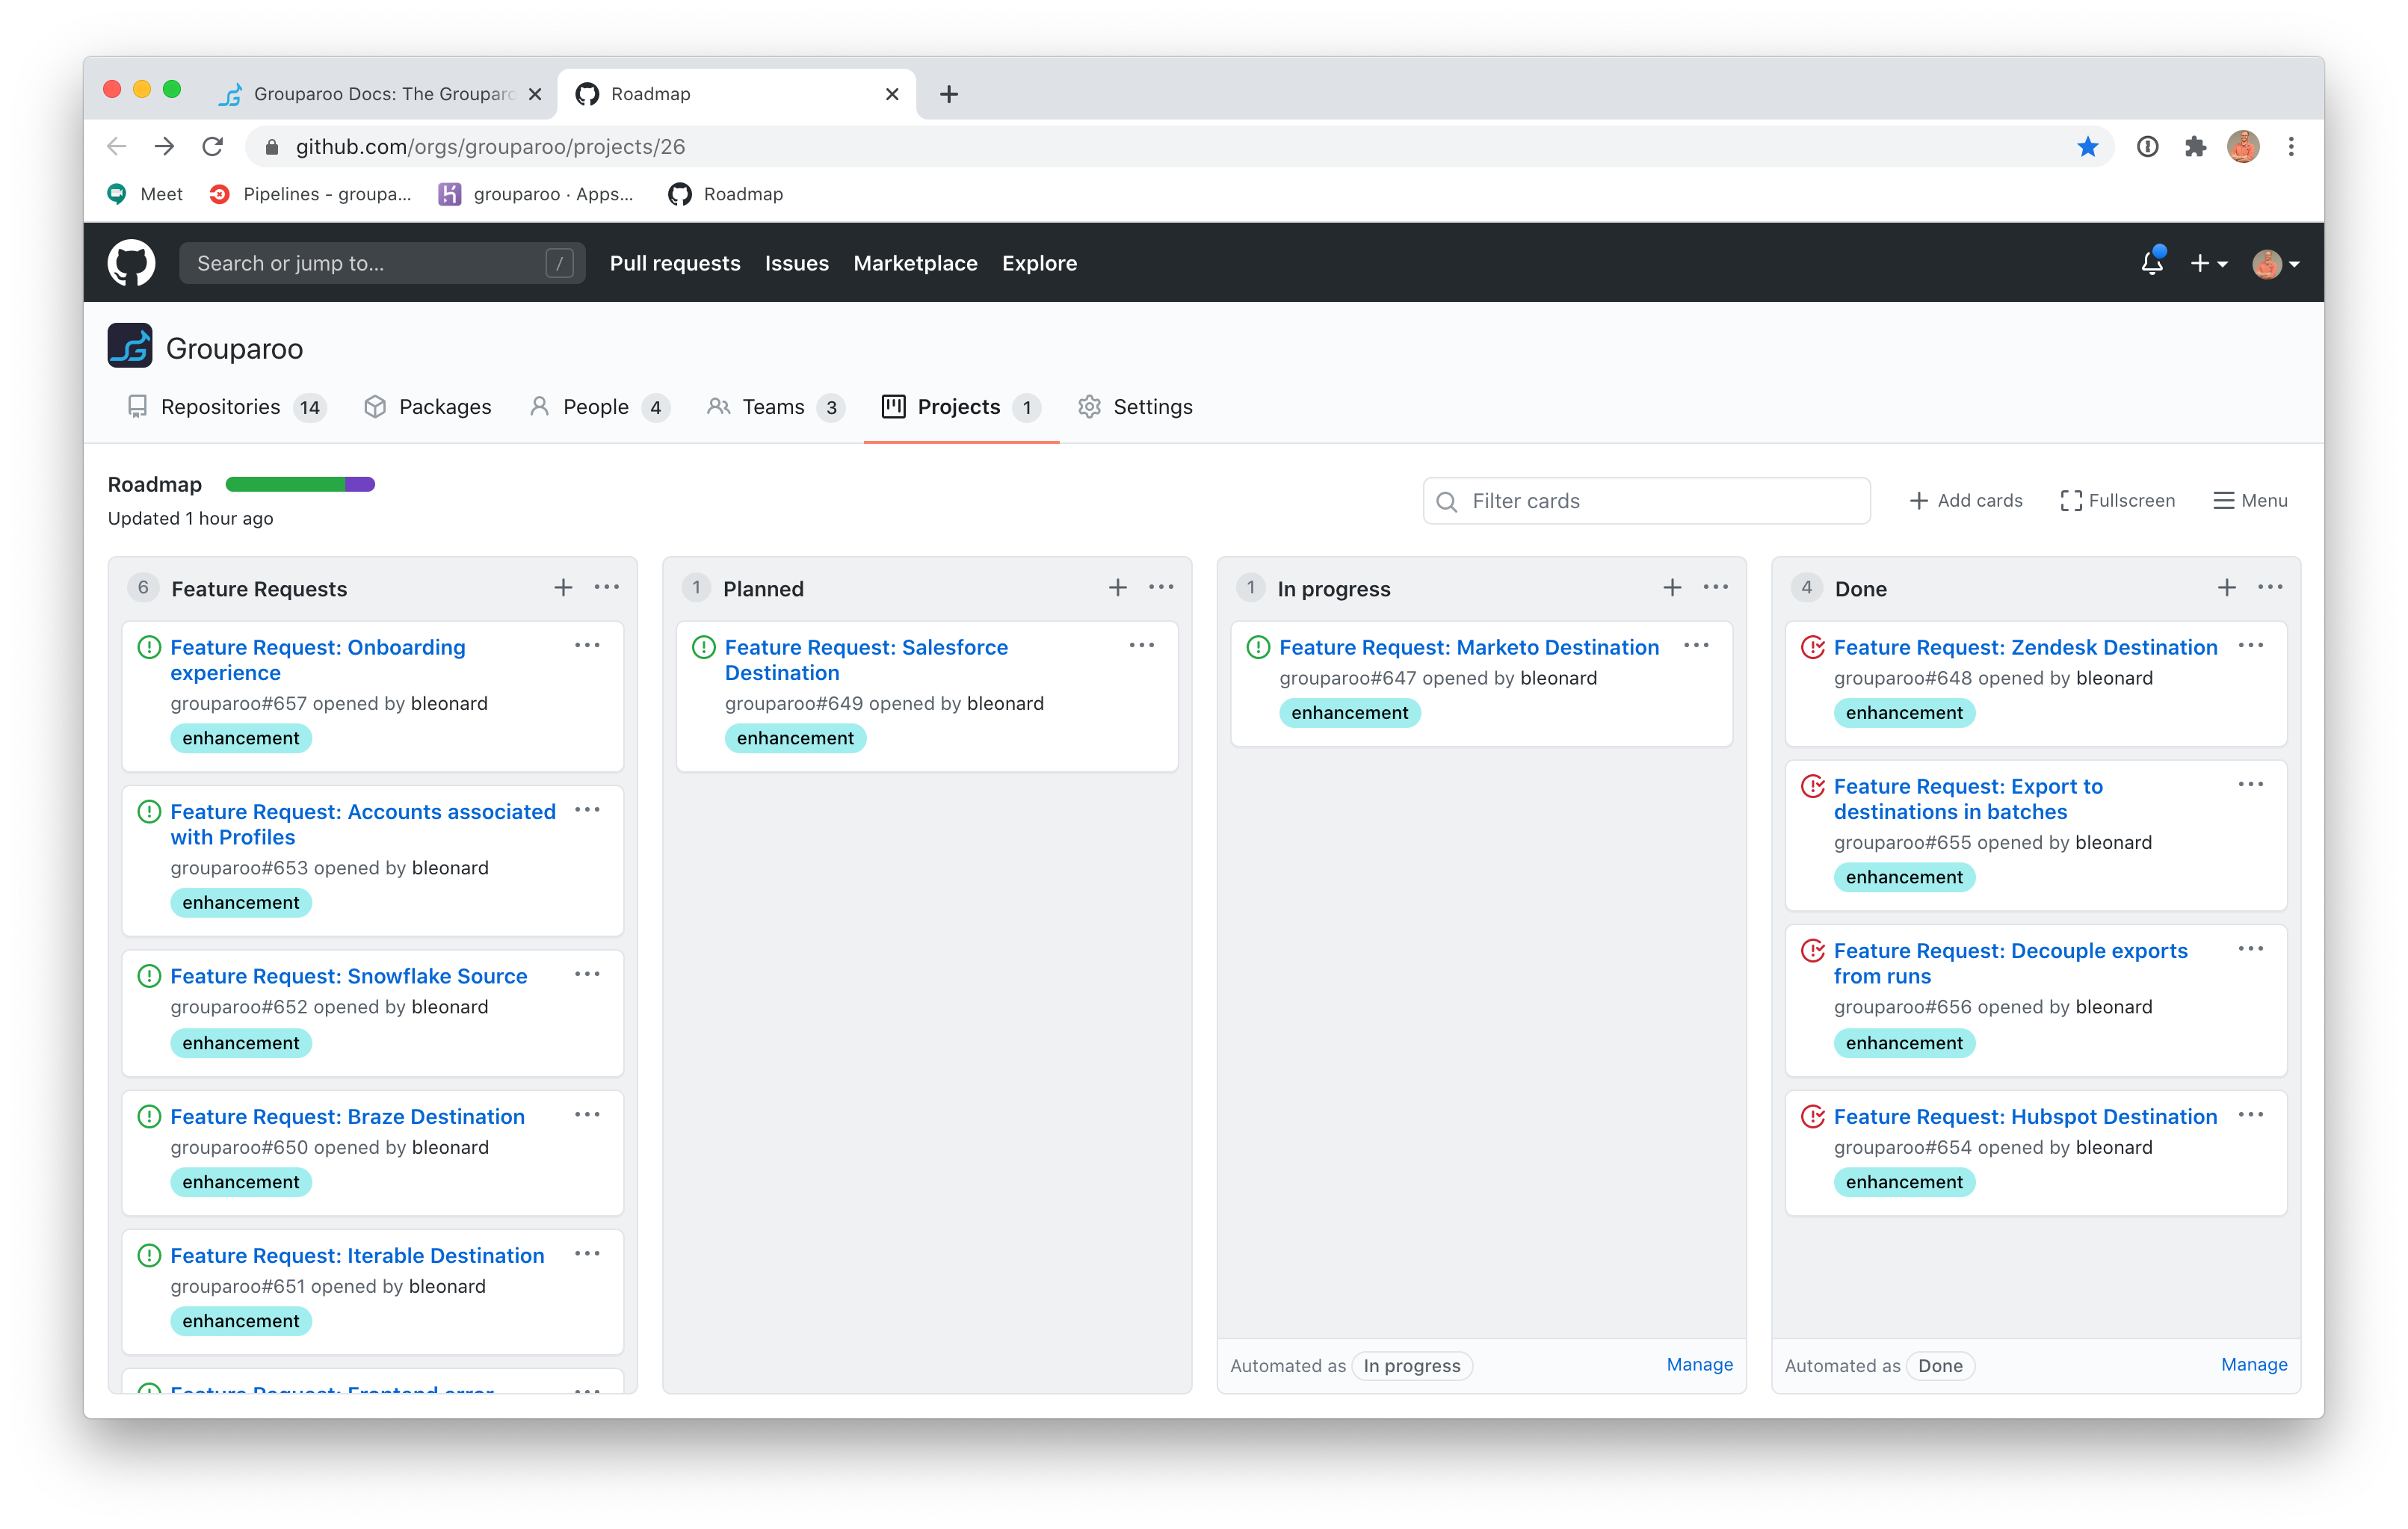 Grouparoo Docs: The Grouparo
Roadmap
github.com/orgs/grouparoo/projects/26
Meet
Pipelines - groupa...
grouparoo · Apps...
Roadmap
Search or jump to...
/
Pull requests
Issues
Marketplace
Explore
Grouparoo
Repositories 14
Packages
People 4
Teams 3
Projects 1
Settings
Roadmap
Updated 1 hour ago
Filter cards
Add cards
Fullscreen
Menu
6 Feature Requests
Feature Request: Onboarding
experience
grouparoo#657 opened by bleonard
enhancement
Feature Request: Accounts associated
with Profiles
grouparoo#653 opened by bleonard
enhancement
Feature Request: Snowflake Source
grouparoo#652 opened by bleonard
enhancement
Feature Request: Braze Destination
grouparoo#650 opened by bleonard
enhancement
Feature Request: Iterable Destination
grouparoo#651 opened by bleonard
enhancement
Feature Request: Frontend error
1 Planned
Feature Request: Salesforce
Destination
grouparoo#649 opened by bleonard
enhancement
1 In progress
Feature Request: Marketo Destination
grouparoo#647 opened by bleonard
enhancement
Automated as In progress
Manage
4 Done
Feature Request: Zendesk Destination
grouparoo#648 opened by bleonard
enhancement
Feature Request: Export to
destinations in batches
grouparoo#655 opened by bleonard
enhancement
Feature Request: Decouple exports
from runs
grouparoo#656 opened by bleonard
enhancement
Feature Request: Hubspot Destination
grouparoo#654 opened by bleonard
enhancement
Automated as Done
Manage